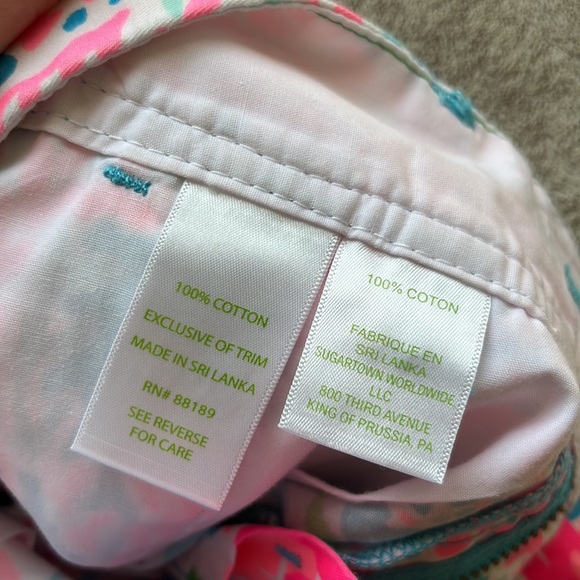 100% COTTON
EXCLUSIVE OF TRIM
MADE IN SRI LANKA
RN# 88189
SEE REVERSE
FOR CARE
100% COTON
FABRIQUE EN
SRI LANKA
SUGARTOWN WORLDWIDE
LLC
800 THIRD AVENUE
KING OF PRUSSIA, PA